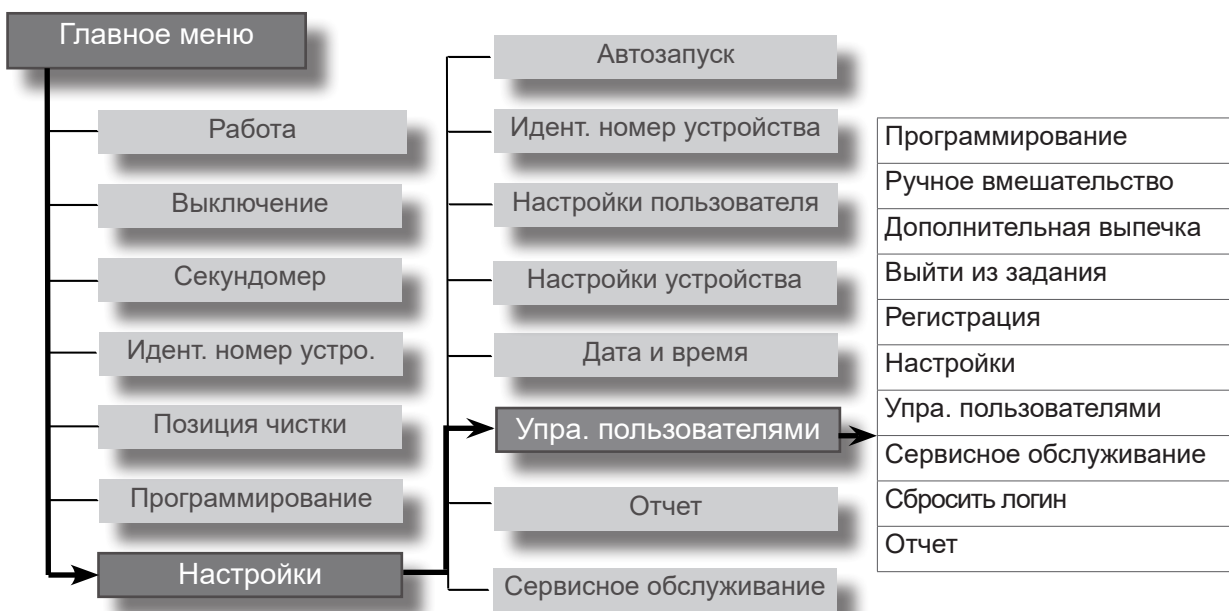 Главное меню
Работа
Выключение
Секундомер
Идент. номер устро.
Позиция чистки
Программирование
Настройки
Автозапуск
Идент. номер устройства
Настройки пользователя
Настройки устройства
Дата и время
Упра. пользователями
Отчет
Сервисное обслуживание
Программирование
Ручное вмешательство
Дополнительная выпечка
Выйти из задания
Регистрация
Настройки
Упра. пользователями
Сервисное обслуживание
Сбросить логин
Отчет